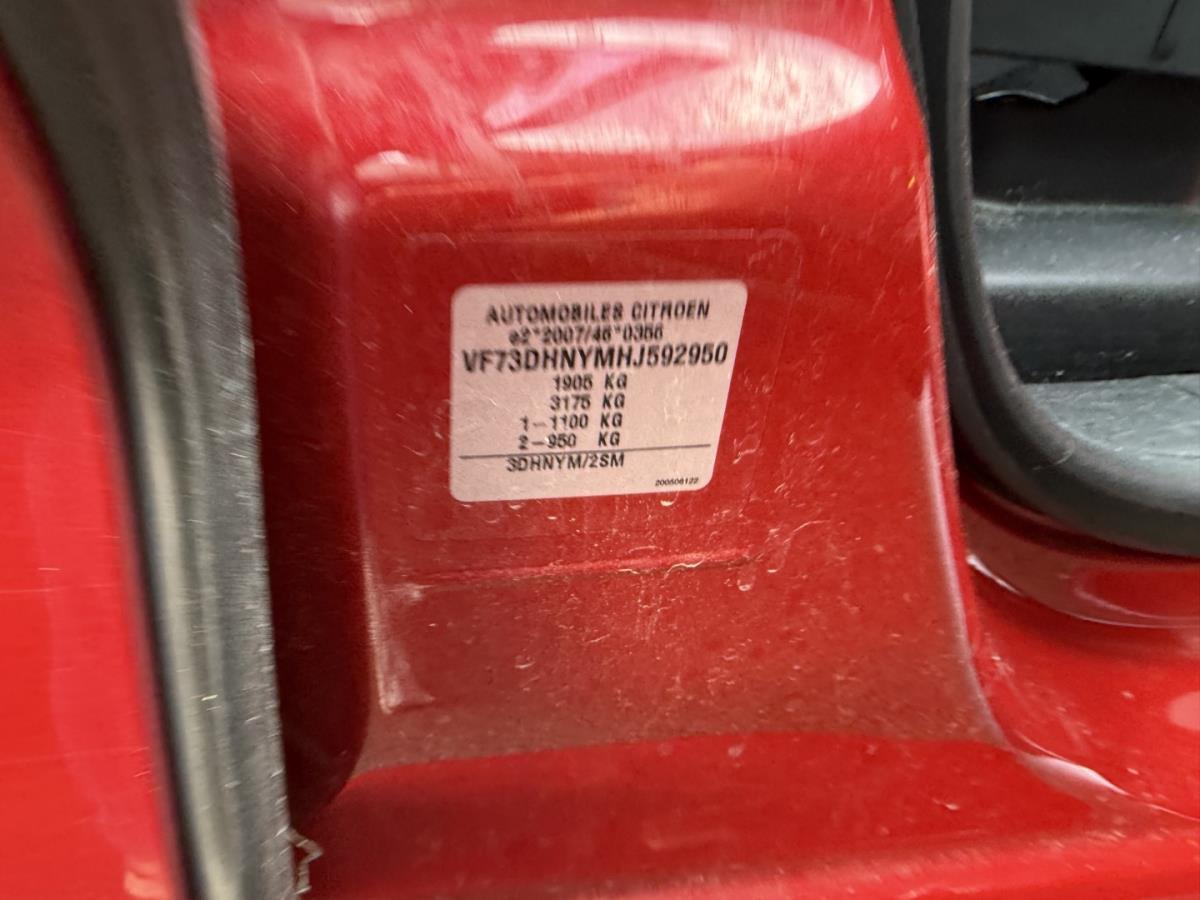 AUTOMOBILES CITROEN
e2*2007/46*0356
VF73DHNYMHJ592950
1905 KG
3175 KG
1-1100 KG
2-950 KG
3DHNYM/2SM
200506122